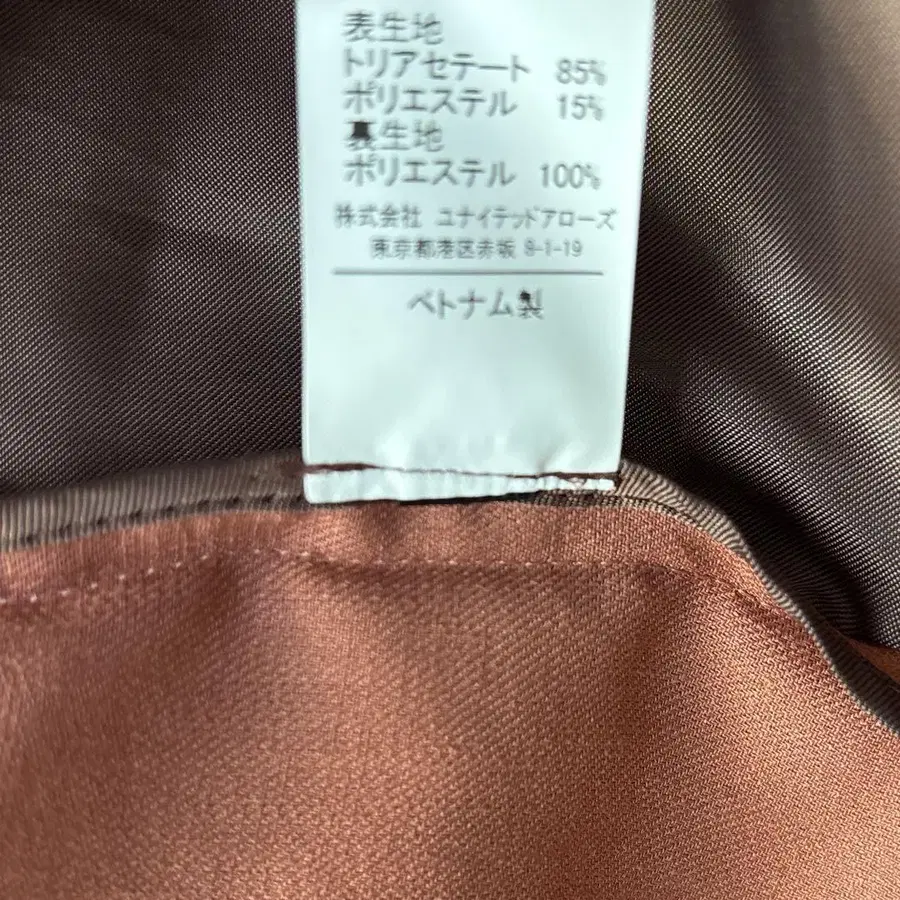 表生地
トリアセテート 85%
ポリエステル 15%
裏生地
ポリエステル 100%
株式会社 ユナイテッドアローズ
東京都港区赤坂 8-1-19
ベトナム製